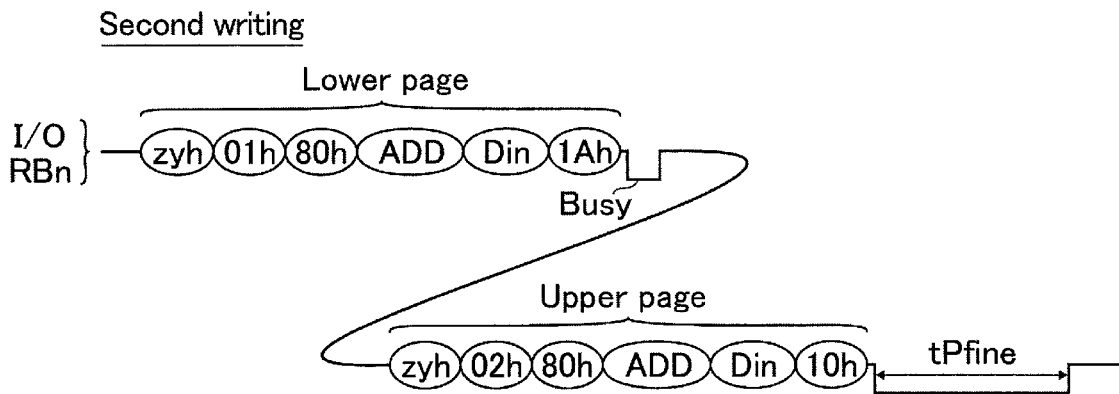 Second writing
Lower page
I/O
RBn
zyh 01h 80h ADD Din 1Ah
Busy
Upper page
zyh 02h 80h ADD Din 10h
tPfine